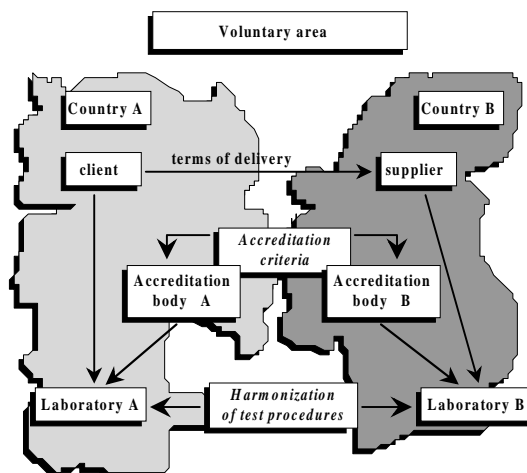 Voluntary area
Country A
Country B
client
terms of delivery
supplier
Accreditation
criteria
Accreditation
body A
Accreditation
body B
Laboratory A
Harmonization
of test procedures
Laboratory B